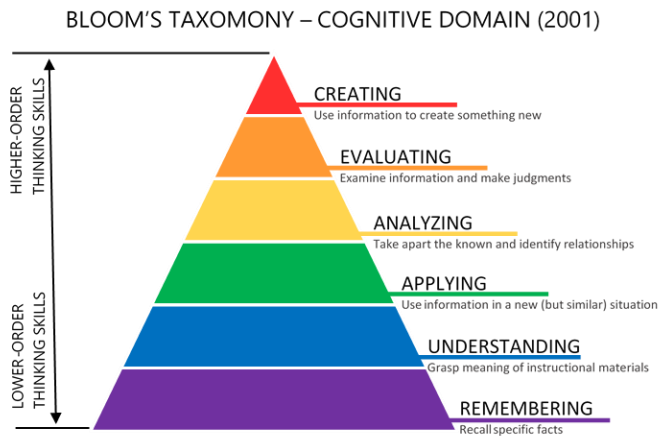 BLOOM'S TAXOMONY – COGNITIVE DOMAIN (2001)
HIGHER-ORDER
THINKING SKILLS
LOWER-ORDER
THINKING SKILLS
CREATING
Use information to create something new
EVALUATING
Examine information and make judgments
ANALYZING
Take apart the known and identify relationships
APPLYING
Use information in a new (but similar) situation
UNDERSTANDING
Grasp meaning of instructional materials
REMEMBERING
Recall specific facts